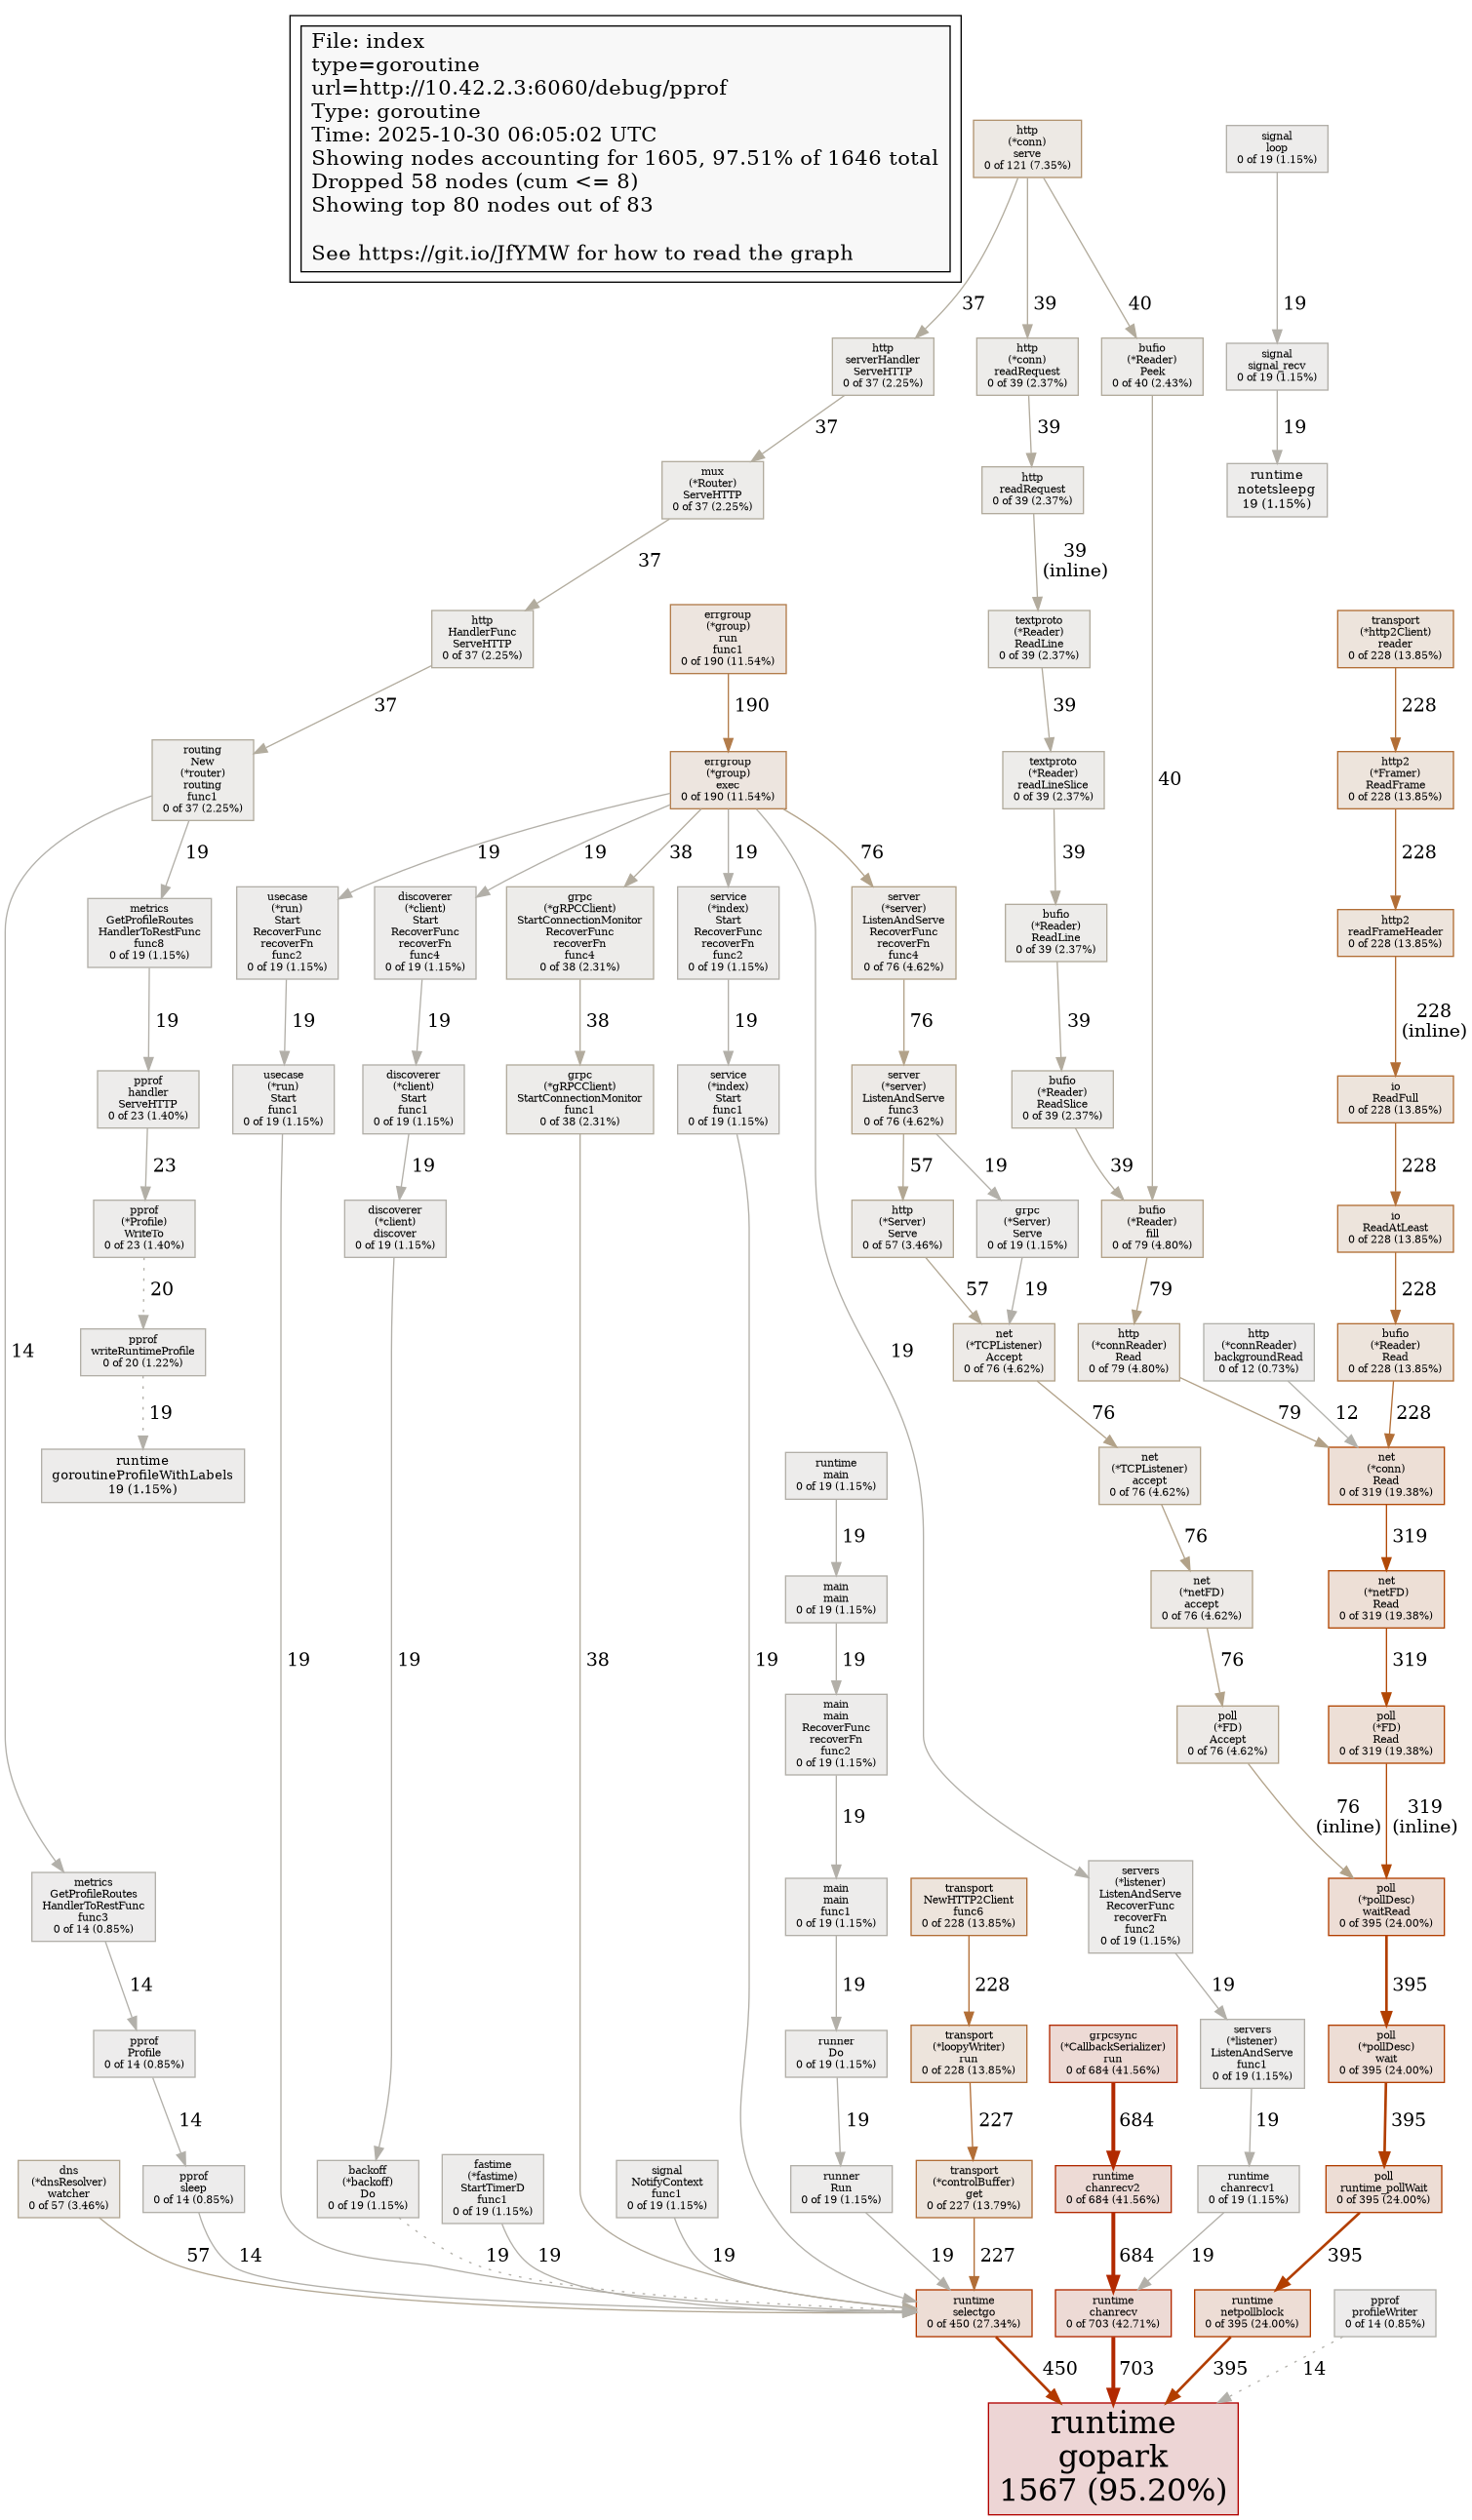 File: index
type=goroutine
url=http://10.42.2.3:6060/debug/pprof
Type: goroutine
Time: 2025-10-30 06:05:02 UTC
Showing nodes accounting for 1605, 97.51% of 1646 total
Dropped 58 nodes (cum <= 8)
Showing top 80 nodes out of 83
See https://git.io/JfYMW for how to read the graph
http
(*conn)
serve
0 of 121 (7.35%)
signal
loop
0 of 19 (1.15%)
37
39
40
19
http
serverHandler
ServeHTTP
0 of 37 (2.25%)
http
(*conn)
readRequest
0 of 39 (2.37%)
bufio
(*Reader)
Peek
0 of 40 (2.43%)
signal
signal_recv
0 of 19 (1.15%)
37
39
19
mux
(*Router)
ServeHTTP
0 of 37 (2.25%)
http
readRequest
0 of 39 (2.37%)
runtime
notetsleepg
19 (1.15%)
37
39
(inline)
http
HandlerFunc
ServeHTTP
0 of 37 (2.25%)
errgroup
(*group)
run
func1
0 of 190 (11.54%)
textproto
(*Reader)
ReadLine
0 of 39 (2.37%)
transport
(*http2Client)
reader
0 of 228 (13.85%)
37
190
39
228
routing
New
(*router)
routing
func1
0 of 37 (2.25%)
errgroup
(*group)
exec
0 of 190 (11.54%)
textproto
(*Reader)
readLineSlice
0 of 39 (2.37%)
40
http2
(*Framer)
ReadFrame
0 of 228 (13.85%)
19
19
19
38
19
76
39
228
metrics
GetProfileRoutes
HandlerToRestFunc
func8
0 of 19 (1.15%)
usecase
(*run)
Start
RecoverFunc
recoverFn
func2
0 of 19 (1.15%)
discoverer
(*client)
Start
RecoverFunc
recoverFn
func4
0 of 19 (1.15%)
grpc
(*gRPCClient)
StartConnectionMonitor
RecoverFunc
recoverFn
func4
0 of 38 (2.31%)
service
(*index)
Start
RecoverFunc
recoverFn
func2
0 of 19 (1.15%)
server
(*server)
ListenAndServe
RecoverFunc
recoverFn
func4
0 of 76 (4.62%)
bufio
(*Reader)
ReadLine
0 of 39 (2.37%)
http2
readFrameHeader
0 of 228 (13.85%)
19
19
19
38
19
76
39
228
(inline)
pprof
handler
ServeHTTP
0 of 23 (1.40%)
usecase
(*run)
Start
func1
0 of 19 (1.15%)
discoverer
(*client)
Start
func1
0 of 19 (1.15%)
grpc
(*gRPCClient)
StartConnectionMonitor
func1
0 of 38 (2.31%)
service
(*index)
Start
func1
0 of 19 (1.15%)
server
(*server)
ListenAndServe
func3
0 of 76 (4.62%)
bufio
(*Reader)
ReadSlice
0 of 39 (2.37%)
io
ReadFull
0 of 228 (13.85%)
23
19
57
19
39
228
pprof
(*Profile)
WriteTo
0 of 23 (1.40%)
discoverer
(*client)
discover
0 of 19 (1.15%)
http
(*Server)
Serve
0 of 57 (3.46%)
grpc
(*Server)
Serve
0 of 19 (1.15%)
bufio
(*Reader)
fill
0 of 79 (4.80%)
io
ReadAtLeast
0 of 228 (13.85%)
20
57
19
79
228
14
pprof
writeRuntimeProfile
0 of 20 (1.22%)
19
net
(*TCPListener)
Accept
0 of 76 (4.62%)
http
(*connReader)
Read
0 of 79 (4.80%)
http
(*connReader)
backgroundRead
0 of 12 (0.73%)
bufio
(*Reader)
Read
0 of 228 (13.85%)
19
76
79
12
228
runtime
goroutineProfileWithLabels
19 (1.15%)
runtime
main
0 of 19 (1.15%)
net
(*TCPListener)
accept
0 of 76 (4.62%)
net
(*conn)
Read
0 of 319 (19.38%)
19
76
319
main
main
0 of 19 (1.15%)
net
(*netFD)
accept
0 of 76 (4.62%)
net
(*netFD)
Read
0 of 319 (19.38%)
19
19
38
19
19
76
319
main
main
RecoverFunc
recoverFn
func2
0 of 19 (1.15%)
poll
(*FD)
Accept
0 of 76 (4.62%)
poll
(*FD)
Read
0 of 319 (19.38%)
19
76
(inline)
319
(inline)
metrics
GetProfileRoutes
HandlerToRestFunc
func3
0 of 14 (0.85%)
main
main
func1
0 of 19 (1.15%)
transport
NewHTTP2Client
func6
0 of 228 (13.85%)
servers
(*listener)
ListenAndServe
RecoverFunc
recoverFn
func2
0 of 19 (1.15%)
poll
(*pollDesc)
waitRead
0 of 395 (24.00%)
14
19
228
19
395
pprof
Profile
0 of 14 (0.85%)
runner
Do
0 of 19 (1.15%)
transport
(*loopyWriter)
run
0 of 228 (13.85%)
grpcsync
(*CallbackSerializer)
run
0 of 684 (41.56%)
servers
(*listener)
ListenAndServe
func1
0 of 19 (1.15%)
poll
(*pollDesc)
wait
0 of 395 (24.00%)
14
19
227
684
19
395
dns
(*dnsResolver)
watcher
0 of 57 (3.46%)
pprof
sleep
0 of 14 (0.85%)
backoff
(*backoff)
Do
0 of 19 (1.15%)
fastime
(*fastime)
StartTimerD
func1
0 of 19 (1.15%)
signal
NotifyContext
func1
0 of 19 (1.15%)
runner
Run
0 of 19 (1.15%)
transport
(*controlBuffer)
get
0 of 227 (13.79%)
runtime
chanrecv2
0 of 684 (41.56%)
runtime
chanrecv1
0 of 19 (1.15%)
poll
runtime_pollWait
0 of 395 (24.00%)
57
14
19
19
19
19
227
684
19
395
runtime
selectgo
0 of 450 (27.34%)
runtime
chanrecv
0 of 703 (42.71%)
runtime
netpollblock
0 of 395 (24.00%)
pprof
profileWriter
0 of 14 (0.85%)
450
703
395
14
runtime
gopark
1567 (95.20%)